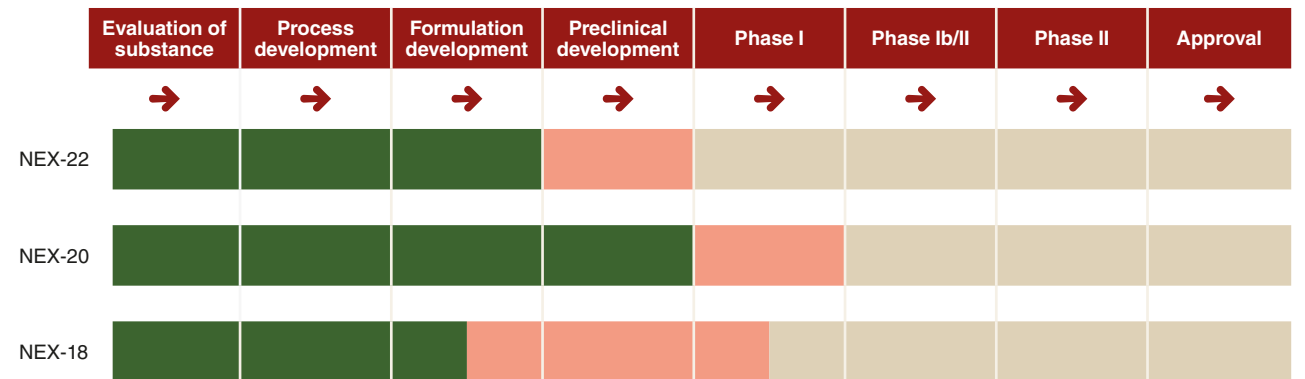 Evaluation of
substance
Process
development
Formulation
development
Preclinical
development
Phase I
Phase Ib/II
Phase II
Approval
NEX-22
NEX-20
NEX-18